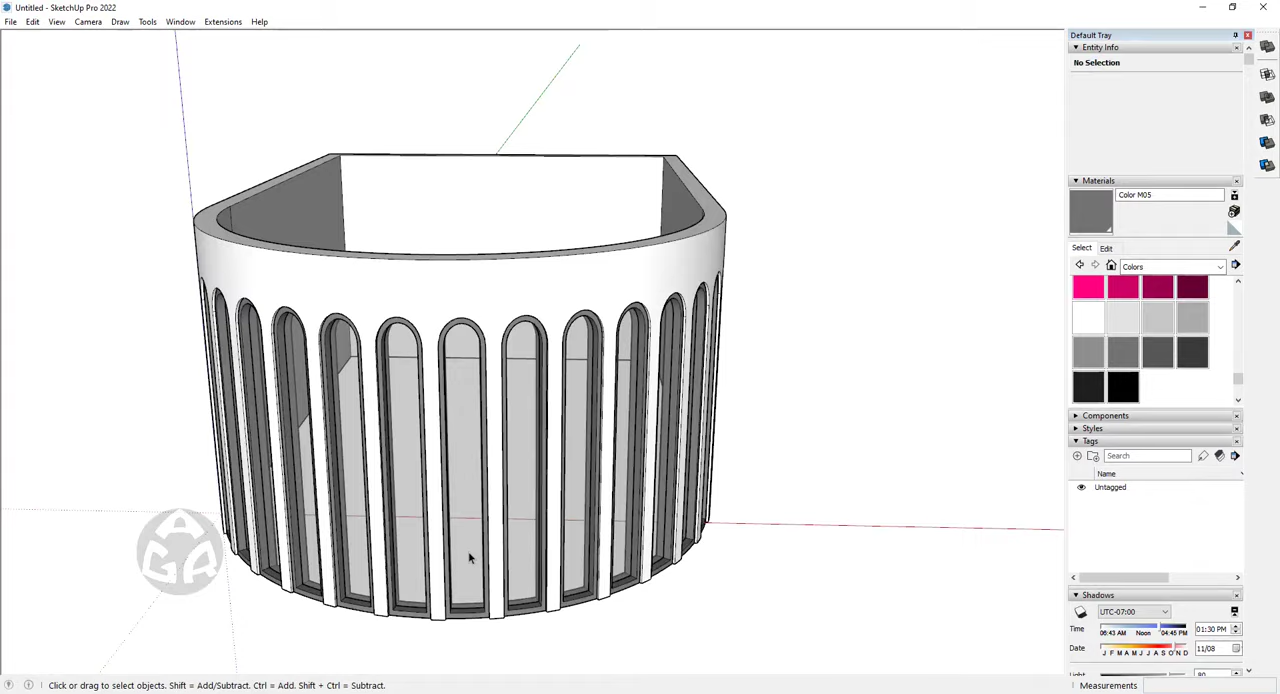 Untitled - SketchUp Pro 2022
File Edit View Camera Draw Tools Window Extensions Help
Default Tray
Entity Info
No Selection
Materials
Color M05
Select Edit
Colors
Components
Styles
Tags
Search
Name
Untagged
Shadows
UTC-07:00
Time 06:43 AM Noon 04:45 PM 01:30 PM
Date J F M A M J J A S O N D 11/08
Light 80
AMGA
Click or drag to select objects. Shift = Add/Subtract. Ctrl = Add. Shift + Ctrl = Subtract.
Measurements